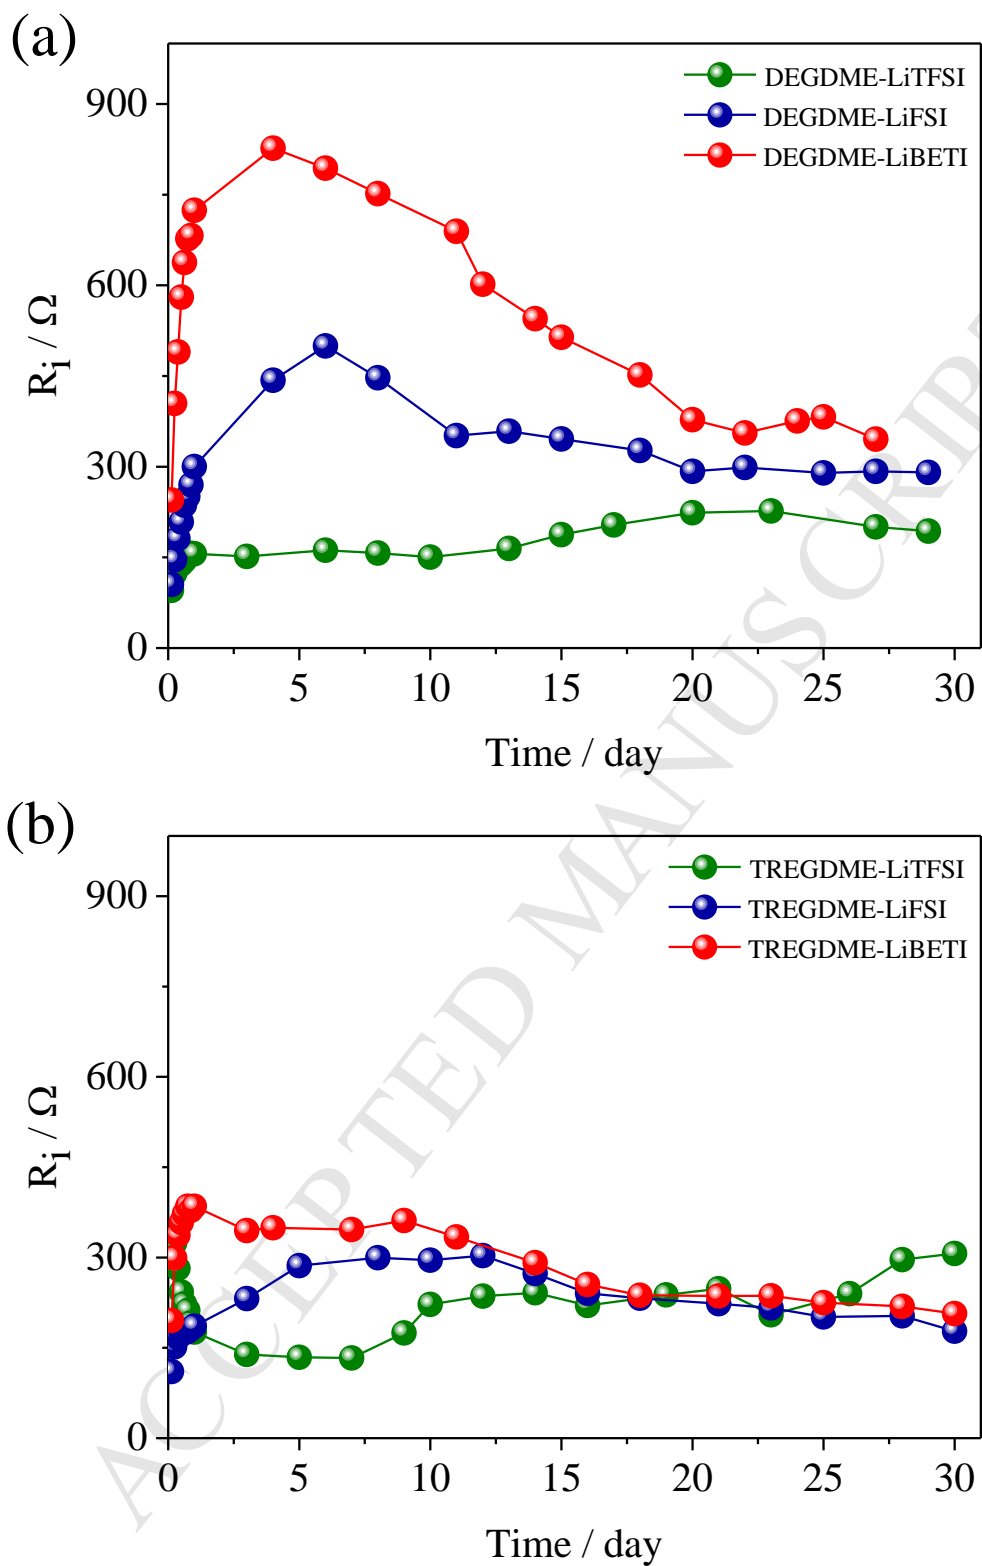 (a)
DEGDME-LiTFSI
DEGDME-LiFSI
DEGDME-LiBETI
900
600
300
0
R_i / Ω
0 5 10 15 20 25 30
Time / day
(b)
TREGDME-LiTFSI
TREGDME-LiFSI
TREGDME-LiBETI
900
600
300
0
R_i / Ω
0 5 10 15 20 25 30
Time / day
ACCEPTED MANUSCRIPT